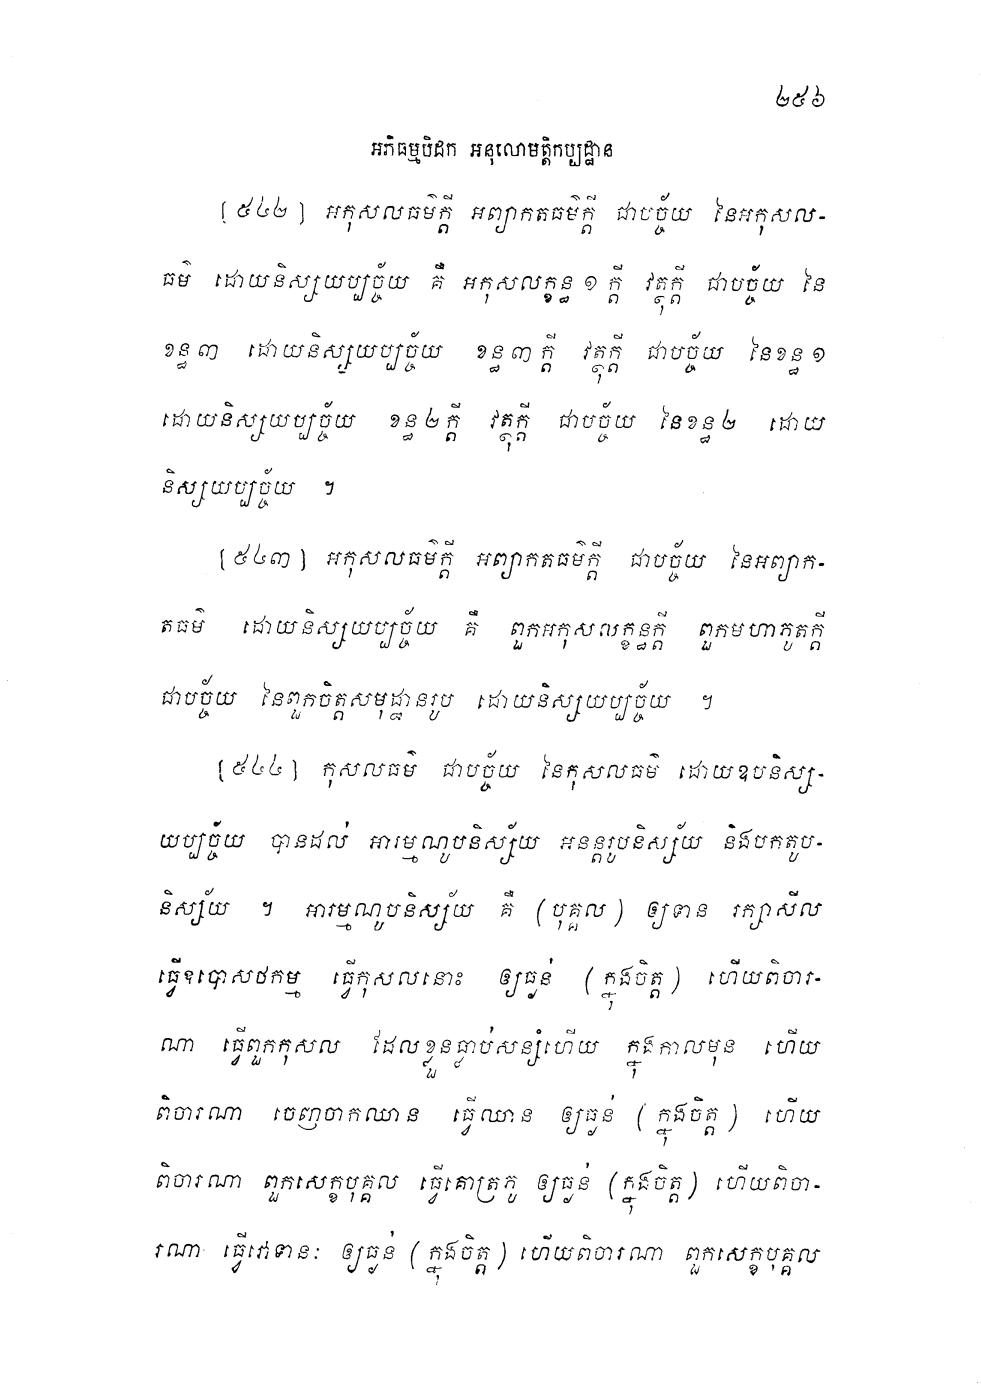 ២៥៦
អភិធម្មបិដក អនុលោមត្តិកប្បដ្ឋាន
[៥៤២] អកុសលធម៌ក្តី អព្យាកតធម៌ក្តី ជាបច្ច័យ នៃអកុសល-
ធម៌ ដោយនិស្សយប្បច្ច័យ គឺ អកុសលក្ខន្ធ ១ ក្តី វត្ថុក្តី ជាបច្ច័យ នៃ
ខន្ធ ៣ ដោយនិស្សយប្បច្ច័យ ខន្ធ ៣ ក្តី វត្ថុក្តី ជាបច្ច័យ នៃខន្ធ ១
ដោយនិស្សយប្បច្ច័យ ខន្ធ ២ ក្តី វត្ថុក្តី ជាបច្ច័យ នៃខន្ធ ២ ដោយ
និស្សយប្បច្ច័យ ។
[៥៤៣] អកុសលធម៌ក្តី អព្យាកតធម៌ក្តី ជាបច្ច័យ នៃអព្យាក-
តធម៌ ដោយនិស្សយប្បច្ច័យ គឺ ពួកអកុសលក្ខន្ធក្តី ពួកមហាភូតក្តី
ជាបច្ច័យ នៃពួកចិត្តសមុដ្ឋានរូប ដោយនិស្សយប្បច្ច័យ ។
[៥៤៤] កុសលធម៌ ជាបច្ច័យ នៃកុសលធម៌ ដោយឧបនិស្ស-
យប្បច្ច័យ បានដល់ អារម្មណូបនិស្ស័យ អនន្តរូបនិស្ស័យ និងបកតូប-
និស្ស័យ ។ អារម្មណូបនិស្ស័យ គឺ (បុគ្គល) ឲ្យទាន រក្សាសីល
ធ្វើឧបោសថកម្ម ធ្វើកុសលនោះ ឲ្យធ្ងន់ (ក្នុងចិត្ត) ហើយពិចារ-
ណា ធ្វើពួកកុសល ដែលខ្លួនធ្លាប់សន្សំហើយ ក្នុងកាលមុន ហើយ
ពិចារណា ចេញចាកឈាន ធ្វើឈាន ឲ្យធ្ងន់ (ក្នុងចិត្ត) ហើយ
ពិចារណា ពួកសេក្ខបុគ្គល ធ្វើគោត្រភូ ឲ្យធ្ងន់ (ក្នុងចិត្ត) ហើយពិចា-
រណា ធ្វើវោទានៈ ឲ្យធ្ងន់ (ក្នុងចិត្ត) ហើយពិចារណា ពួកសេក្ខបុគ្គល